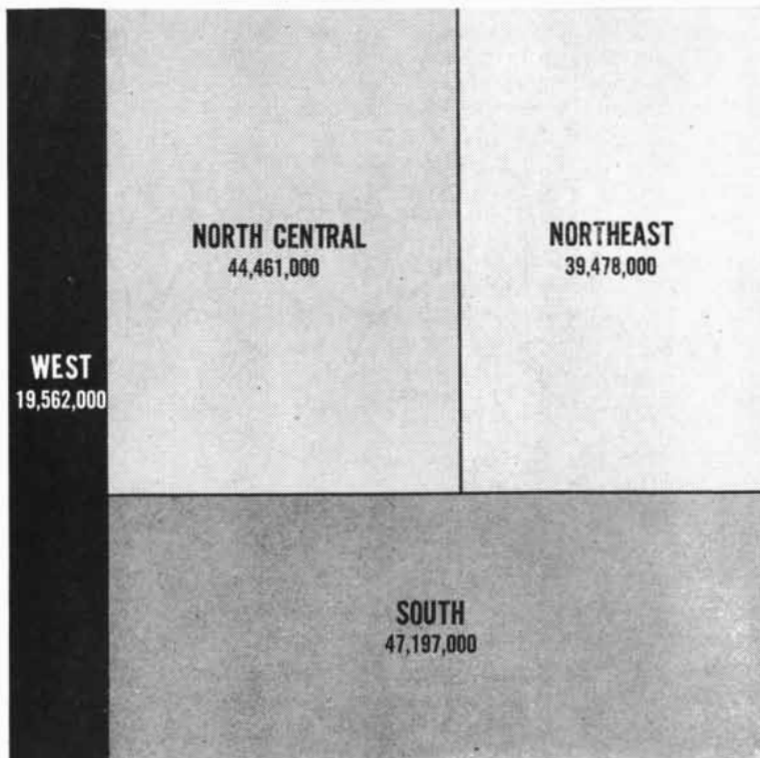 NORTH CENTRAL
44,461,000
NORTHEAST
39,478,000
WEST
19,562,000
SOUTH
47,197,000